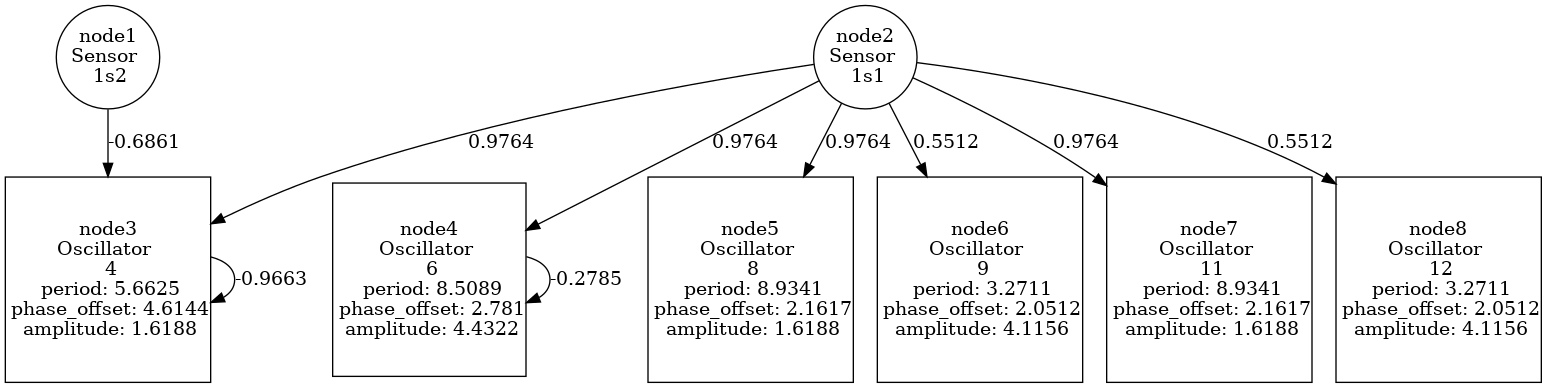 node1
Sensor
1s2
node2
Sensor
1s1
-0.6861
0.9764
0.9764
0.9764
0.5512
0.9764
0.5512
node3
Oscillator
4
period: 5.6625
phase_offset: 4.6144
amplitude: 1.6188
-0.9663
node4
Oscillator
6
period: 8.5089
phase_offset: 2.781
amplitude: 4.4322
-0.2785
node5
Oscillator
8
period: 8.9341
phase_offset: 2.1617
amplitude: 1.6188
node6
Oscillator
9
period: 3.2711
phase_offset: 2.0512
amplitude: 4.1156
node7
Oscillator
11
period: 8.9341
phase_offset: 2.1617
amplitude: 1.6188
node8
Oscillator
12
period: 3.2711
phase_offset: 2.0512
amplitude: 4.1156